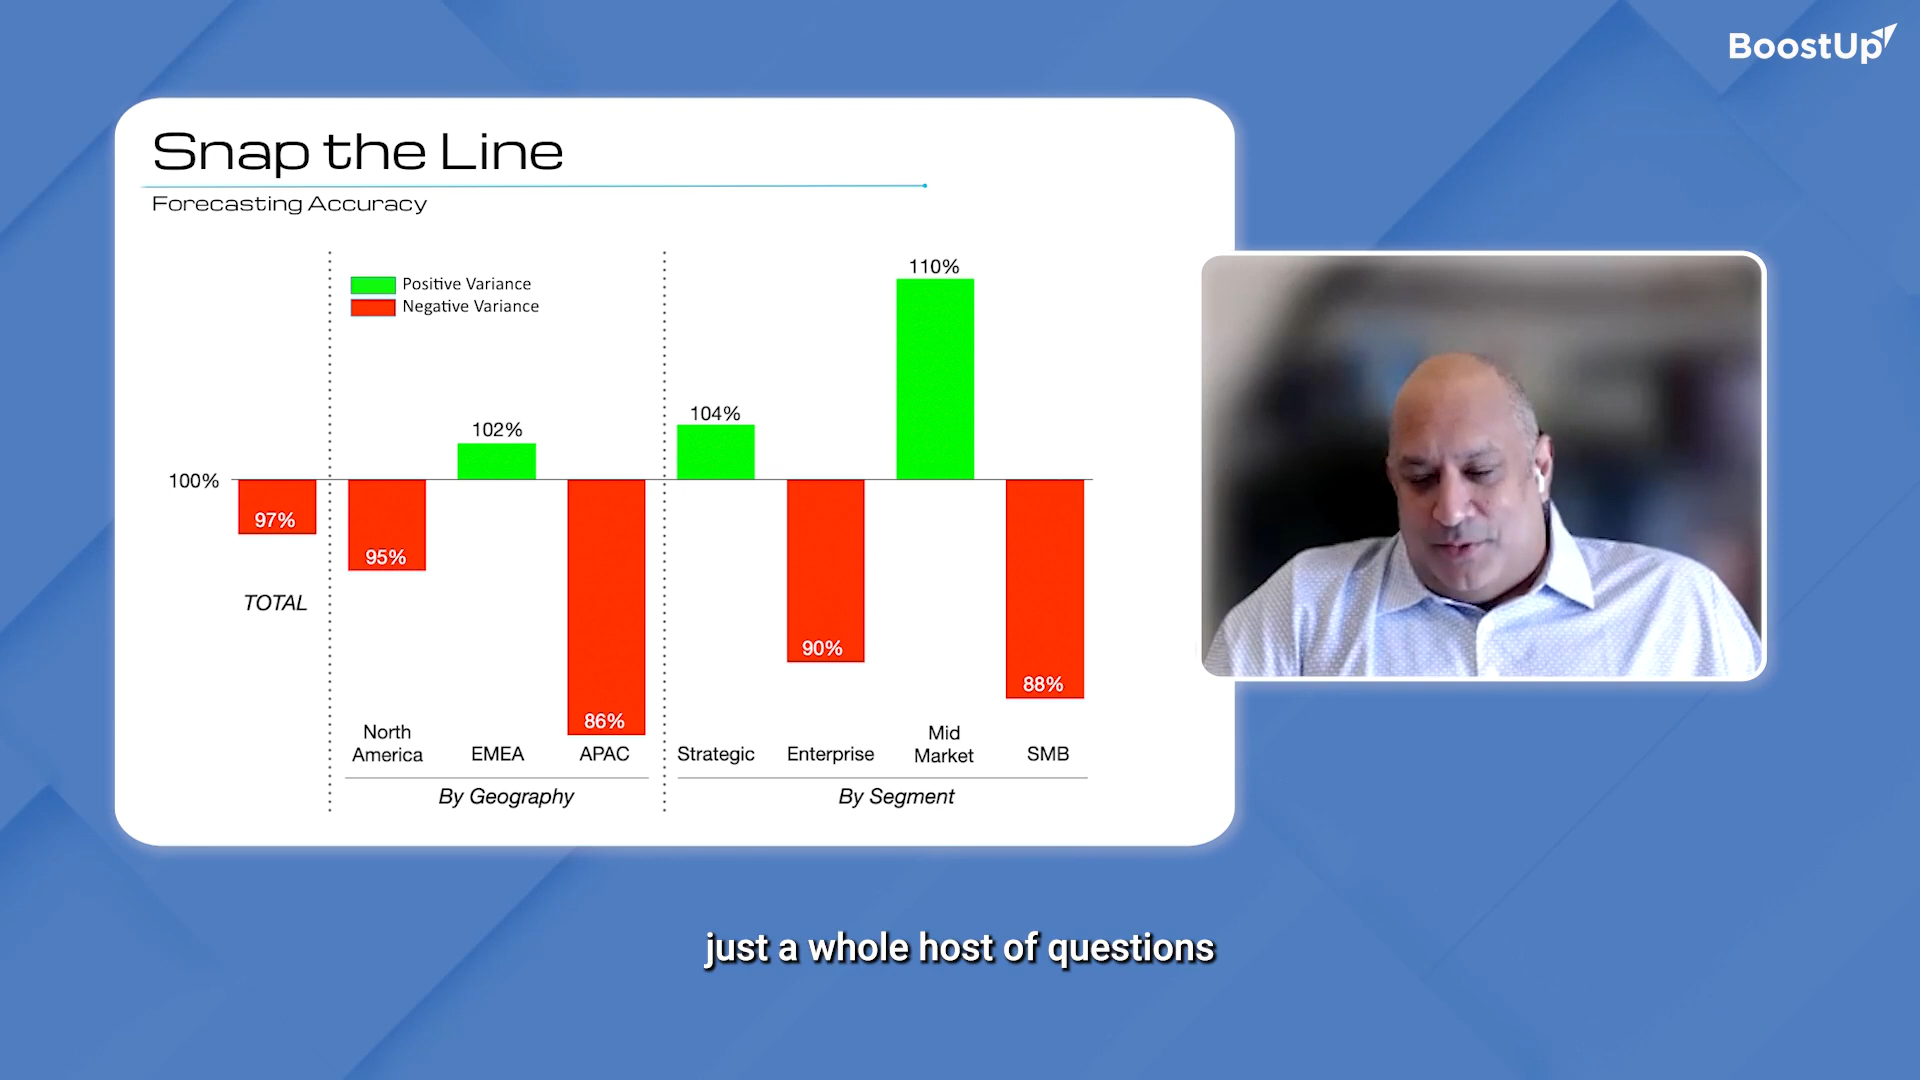 BoostUp
Snap the Line
Forecasting Accuracy
Positive Variance
Negative Variance
100%
97%
TOTAL
95%
102%
86%
104%
90%
110%
88%
North
America
EMEA
APAC
By Geography
Strategic
Enterprise
Mid
Market
SMB
By Segment
just a whole host of questions